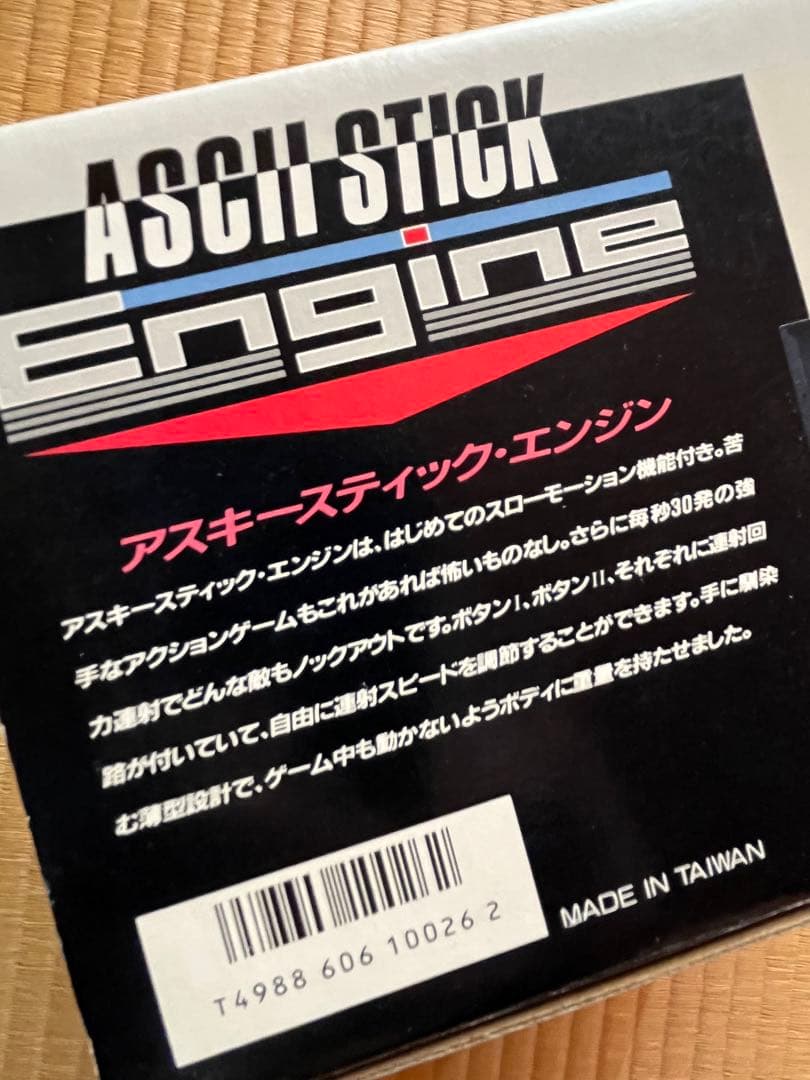 ASCII STICK
Engine
アスキースティック・エンジン
アスキースティック・エンジンは、はじめてのスローモーション機能付き。苦
手なアクションゲームもこれがあれば怖いものなし。さらに毎秒30発の強
力連射でどんな敵もノックアウトです。ボタンI、ボタンII、それぞれに連射回
路が付いていて、自由に連射スピードを調節することができます。手に馴染
む薄型設計で、ゲーム中も動かないようボディに重量を持たせました。
T4988 606 10026 2
MADE IN TAIWAN